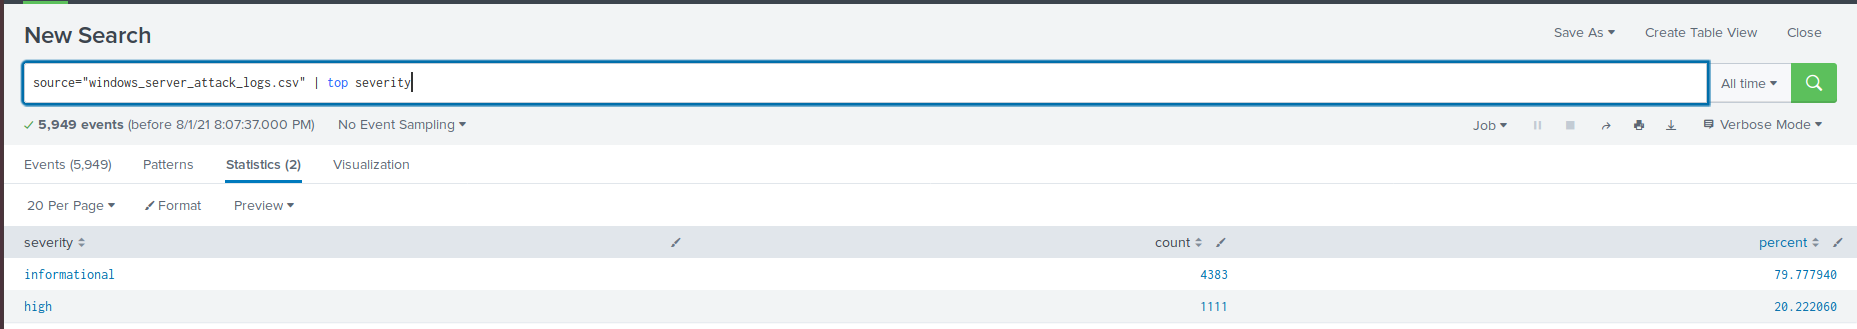 New Search
Save As Create Table View Close
source="windows_server_attack_logs.csv" | top severity
All time
5,949 events (before 8/1/21 8:07:37.000 PM) No Event Sampling
Job Verbose Mode
Events (5,949) Patterns Statistics (2) Visualization
20 Per Page Format Preview
severity count percent
informational 4383 79.777940
high 1111 20.222060